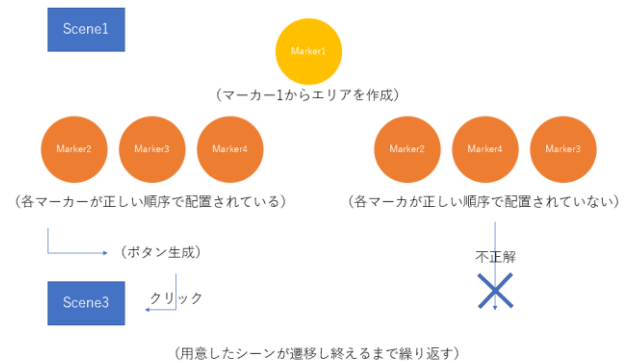 Scene1
Marker1
(マーカー1からエリアを作成)
Marker2 Marker3 Marker4
Marker2 Marker4 Marker3
(各マーカーが正しい順序で配置されている)
(各マーカが正しい順序で配置されていない)
(ボタン生成)
不正解
クリック
Scene3
(用意したシーンが遷移し終えるまで繰り返す)